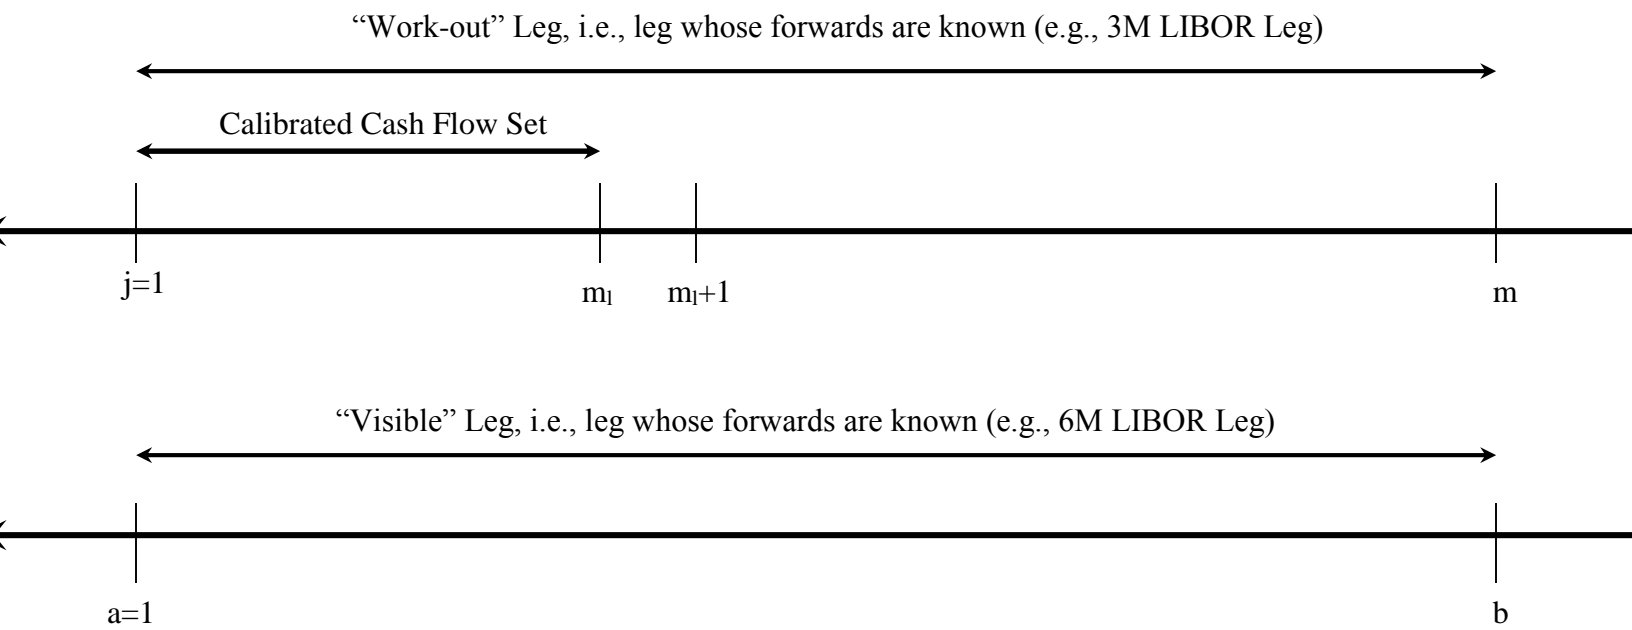 “Work-out” Leg, i.e., leg whose forwards are known (e.g., 3M LIBOR Leg)
Calibrated Cash Flow Set
j=1 mₗ mₗ+1 m
“Visible” Leg, i.e., leg whose forwards are known (e.g., 6M LIBOR Leg)
a=1 b